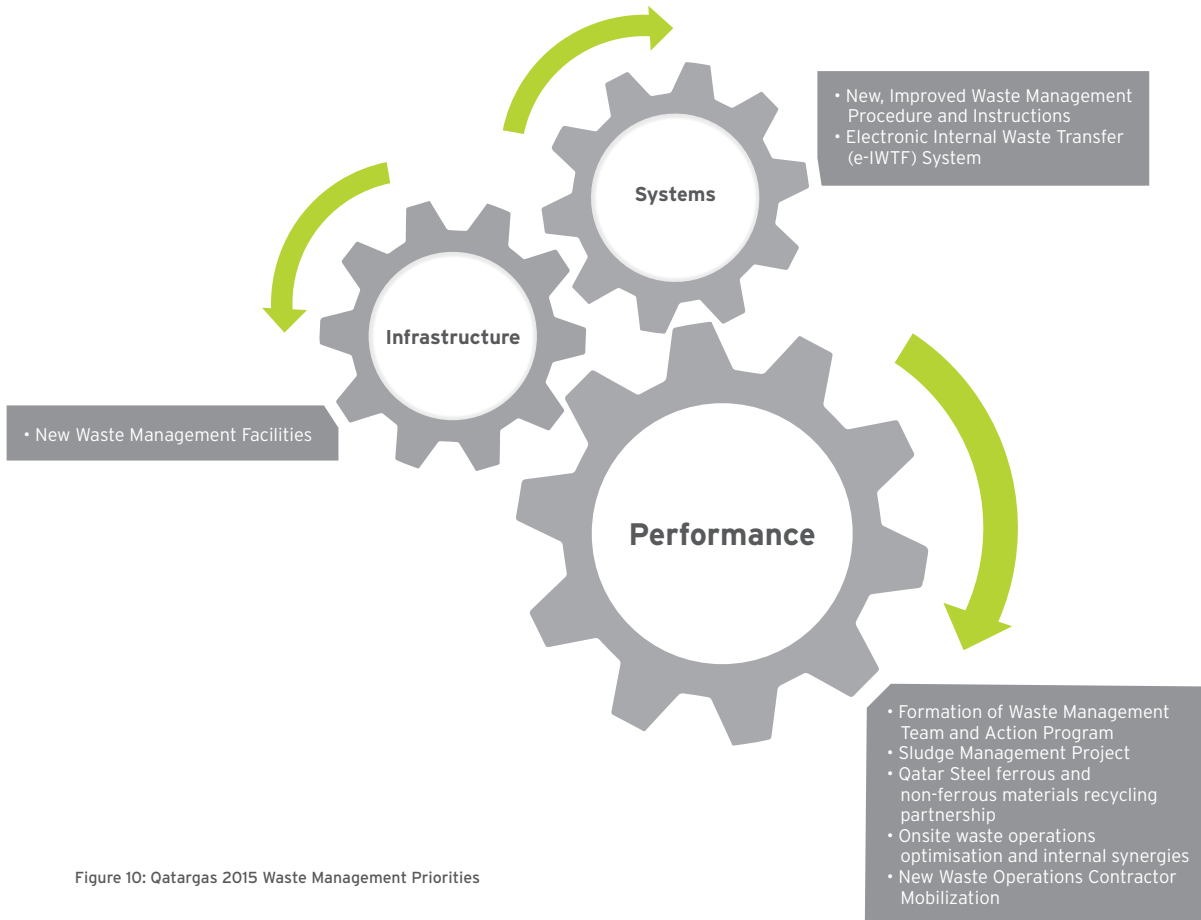 • New, Improved Waste Management
Procedure and Instructions
• Electronic Internal Waste Transfer
(e-IWTF) System
Systems
Infrastructure
• New Waste Management Facilities
Performance
• Formation of Waste Management
Team and Action Program
• Sludge Management Project
• Qatar Steel ferrous and
non-ferrous materials recycling
partnership
• Onsite waste operations
optimisation and internal synergies
• New Waste Operations Contractor
Mobilization
Figure 10: Qatargas 2015 Waste Management Priorities